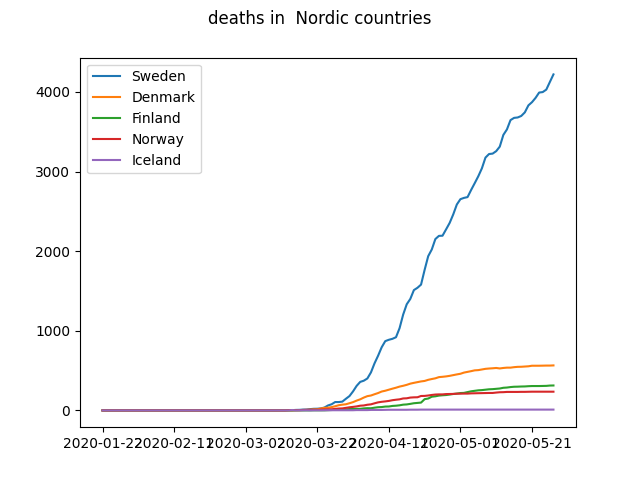 deaths in  Nordic countries
Sweden
Denmark
Finland
Norway
Iceland
4000
3000
2000
1000
0
2020-01-22
2020-02-11
2020-03-02
2020-03-22
2020-04-11
2020-05-01
2020-05-21